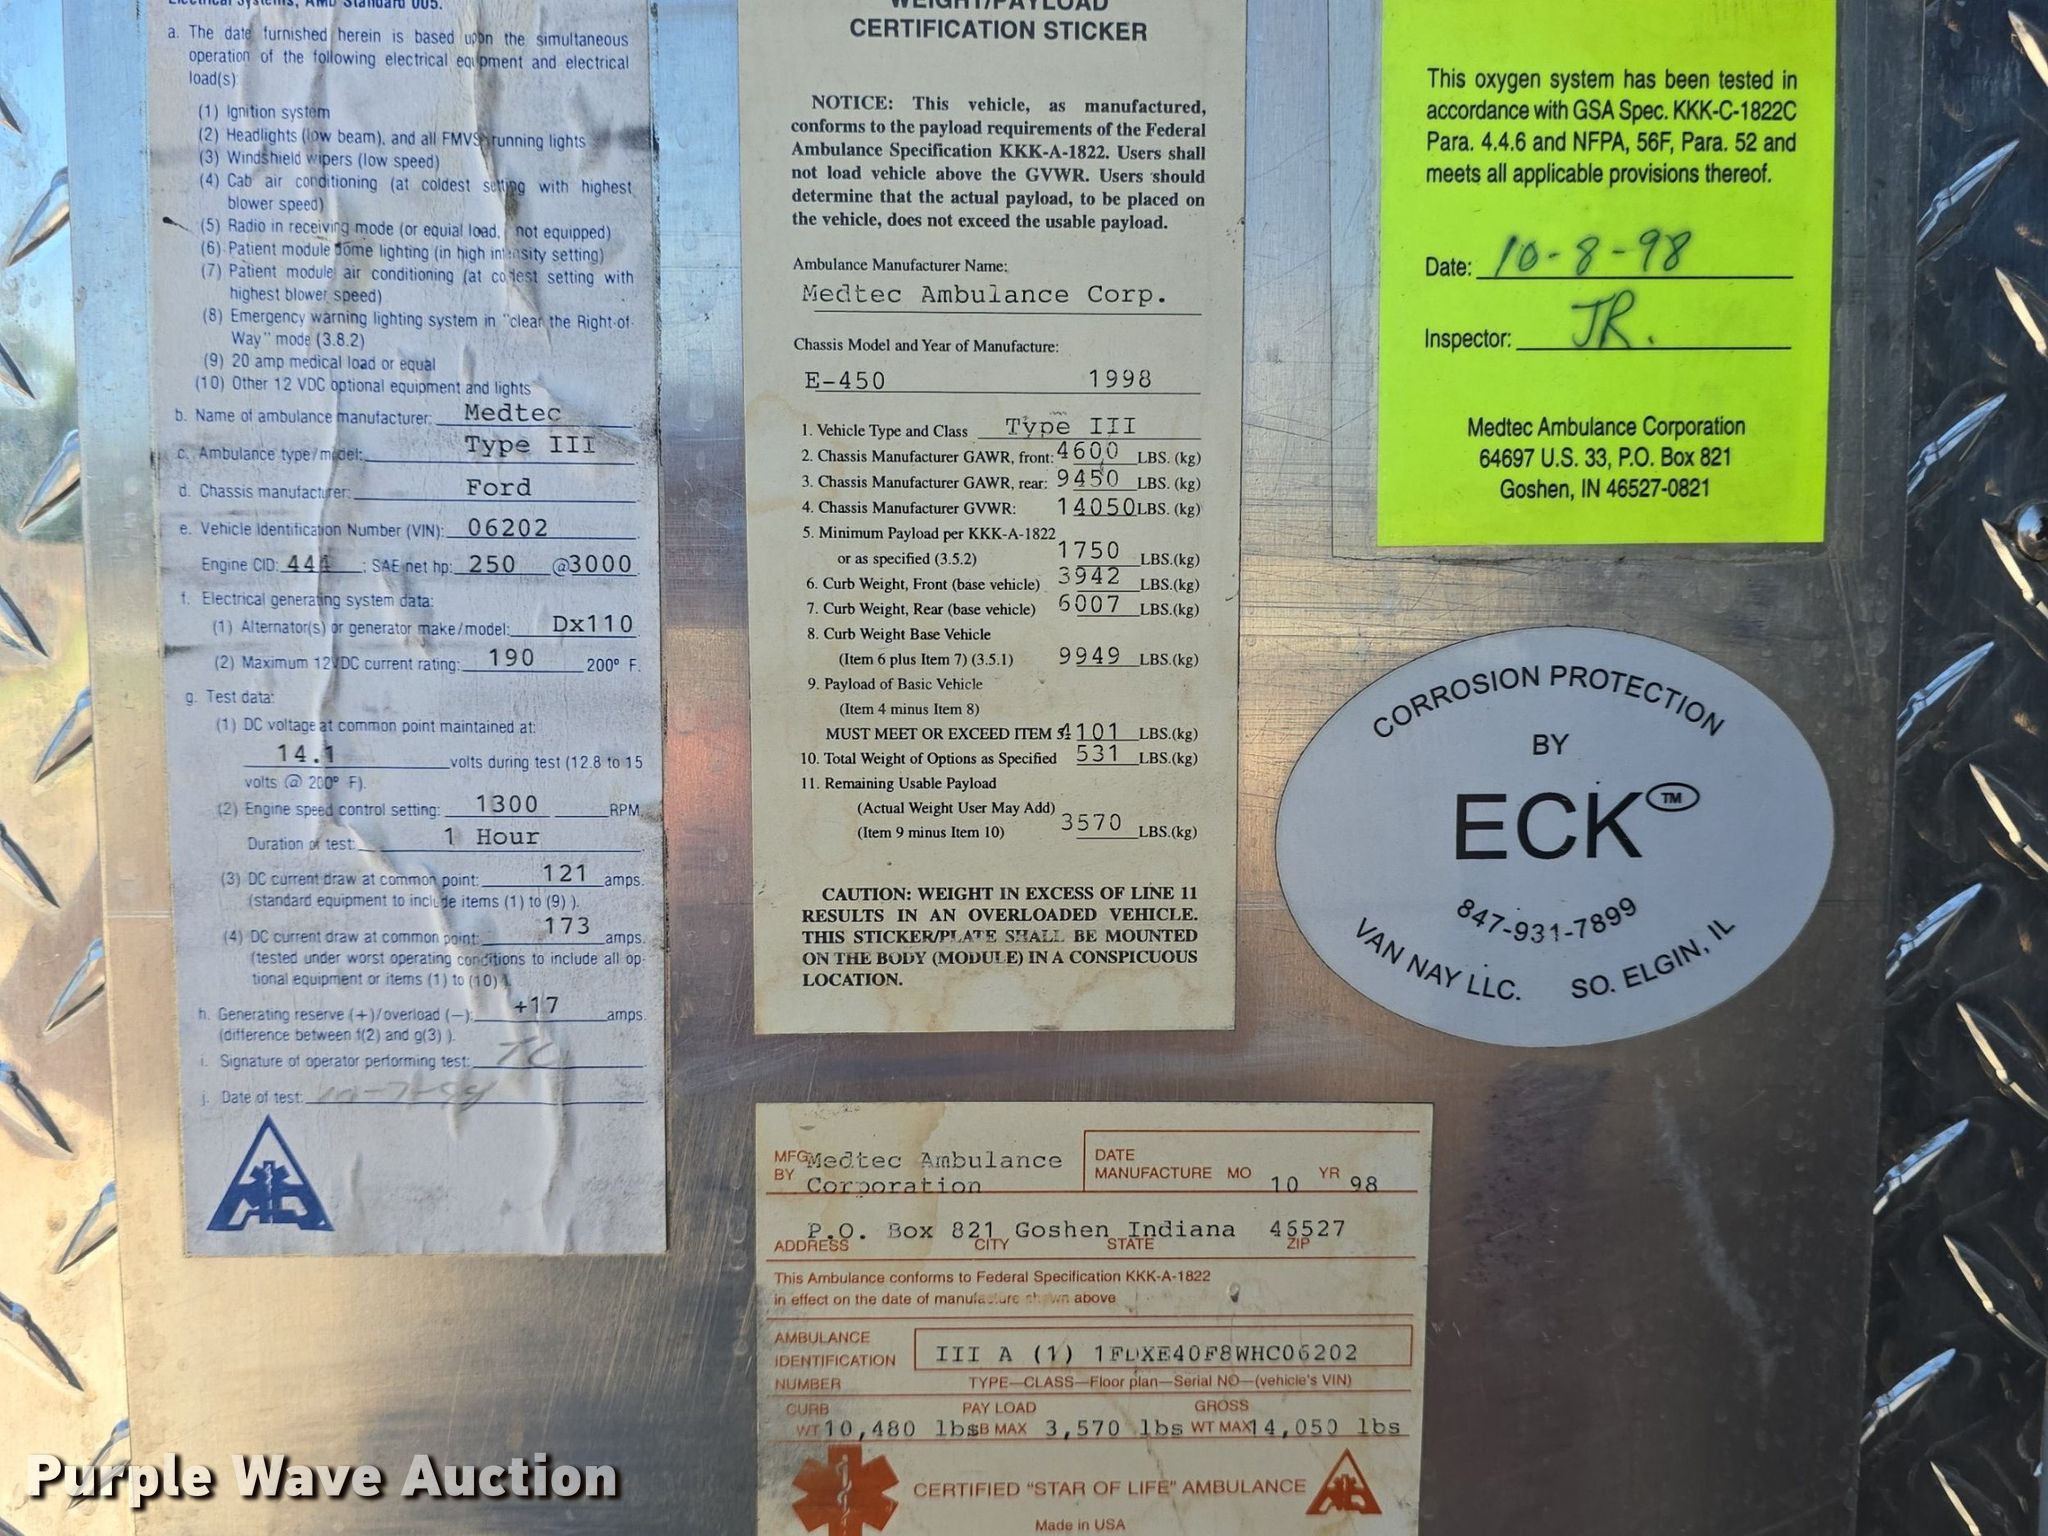 Electrical Systems, AMD Standard 005.
a. The date furnished herein is based upon the simultaneous
operation of the following electrical equipment and electrical
load(s):
(1) Ignition system
(2) Headlights (low beam), and all FMVS running lights
(3) Windshield wipers (low speed)
(4) Cab air conditioning (at coldest setting with highest
blower speed)
(5) Radio in receiving mode (or equial load, not equipped)
(6) Patient module dome lighting (in high intensity setting)
(7) Patient module air conditioning (at coldest setting with
highest blower speed)
(8) Emergency warning lighting system in "clear the Right-of-
Way" mode (3.8.2)
(9) 20 amp medical load or equal
(10) Other 12 VDC optional equipment and lights
b. Name of ambulance manufacturer: Medtec
c. Ambulance type/model: Type III
d. Chassis manufacturer: Ford
e. Vehicle Identification Number (VIN): 06202
Engine CID: 444 ; SAE net hp: 250 @3000
f. Electrical generating system data:
(1) Alternator(s) or generator make/model: Dx110
(2) Maximum 12VDC current rating: 190 200° F.
g. Test data:
(1) DC voltage at common point maintained at:
14.1 volts during test (12.8 to 15
volts @ 200° F).
(2) Engine speed control setting: 1300 RPM
Duration of test: 1 Hour
(3) DC current draw at common point: 121 amps.
(standard equipment to include items (1) to (9) ).
(4) DC current draw at common point: 173 amps.
(tested under worst operating conditions to include all op-
tional equipment or items (1) to (10) ).
h. Generating reserve (+)/overload (—): +17 amps.
(difference between f(2) and g(3) ).
i. Signature of operator performing test:
j. Date of test:
WEIGHT/PAYLOAD
CERTIFICATION STICKER
NOTICE: This vehicle, as manufactured,
conforms to the payload requirements of the Federal
Ambulance Specification KKK-A-1822. Users shall
not load vehicle above the GVWR. Users should
determine that the actual payload, to be placed on
the vehicle, does not exceed the usable payload.
Ambulance Manufacturer Name:
Medtec Ambulance Corp.
Chassis Model and Year of Manufacture:
E-450 1998
1. Vehicle Type and Class Type III
2. Chassis Manufacturer GAWR, front: 4600 LBS. (kg)
3. Chassis Manufacturer GAWR, rear: 9450 LBS. (kg)
4. Chassis Manufacturer GVWR: 14050 LBS. (kg)
5. Minimum Payload per KKK-A-1822
or as specified (3.5.2) 1750 LBS.(kg)
6. Curb Weight, Front (base vehicle) 3942 LBS.(kg)
7. Curb Weight, Rear (base vehicle) 6007 LBS.(kg)
8. Curb Weight Base Vehicle
(Item 6 plus Item 7) (3.5.1) 9949 LBS.(kg)
9. Payload of Basic Vehicle
(Item 4 minus Item 8)
MUST MEET OR EXCEED ITEM 5 4101 LBS.(kg)
10. Total Weight of Options as Specified 531 LBS.(kg)
11. Remaining Usable Payload
(Actual Weight User May Add)
(Item 9 minus Item 10) 3570 LBS.(kg)
CAUTION: WEIGHT IN EXCESS OF LINE 11
RESULTS IN AN OVERLOADED VEHICLE.
THIS STICKER/PLATE SHALL BE MOUNTED
ON THE BODY (MODULE) IN A CONSPICUOUS
LOCATION.
This oxygen system has been tested in
accordance with GSA Spec. KKK-C-1822C
Para. 4.4.6 and NFPA, 56F, Para. 52 and
meets all applicable provisions thereof.
Date: 10-8-98
Inspector: JR.
Medtec Ambulance Corporation
64697 U.S. 33, P.O. Box 821
Goshen, IN 46527-0821
CORROSION PROTECTION
BY
ECK TM
847-931-7899
VAN NAY LLC. SO. ELGIN, IL
MFG BY Medtec Ambulance Corporation
DATE MANUFACTURE MO 10 YR 98
P.O. Box 821 Goshen Indiana 46527
ADDRESS CITY STATE ZIP
This Ambulance conforms to Federal Specification KKK-A-1822
in effect on the date of manufacture shown above
AMBULANCE
IDENTIFICATION III A (1) 1FDXE40F8WHC06202
NUMBER TYPE—CLASS—Floor plan—Serial NO—(vehicle's VIN)
CURB PAY LOAD GROSS
WT 10,480 lbs LB MAX 3,570 lbs WT MAX 14,050 lbs
CERTIFIED "STAR OF LIFE" AMBULANCE
Made in USA
Purple Wave Auction